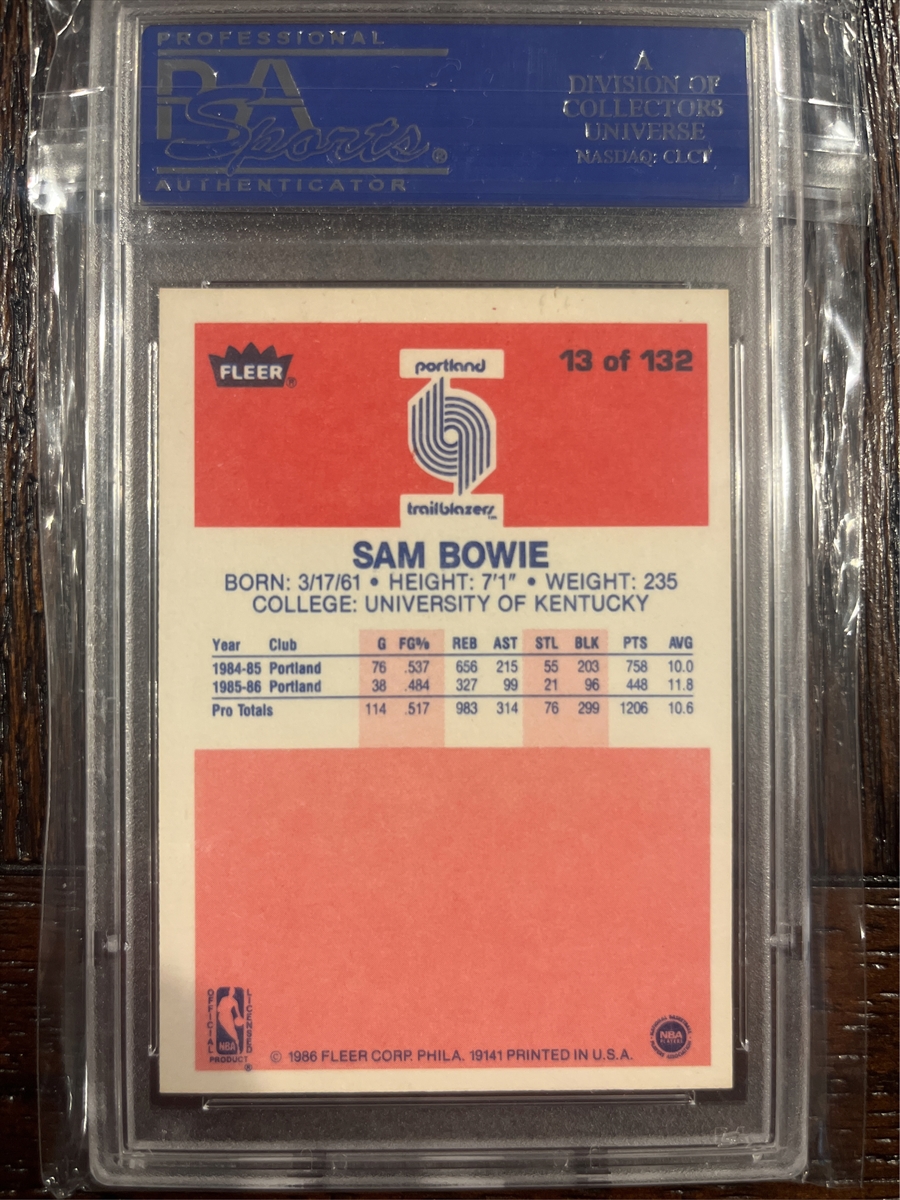 PROFESSIONAL
PSA
Sports®
AUTHENTICATOR
A
DIVISION OF
COLLECTORS
UNIVERSE
NASDAQ: CLCT
FLEER®
portland
trailblazers
13 of 132
SAM BOWIE
BORN: 3/17/61 • HEIGHT: 7'1" • WEIGHT: 235
COLLEGE: UNIVERSITY OF KENTUCKY
Year Club G FG% REB AST STL BLK PTS AVG
1984-85 Portland 76 .537 656 215 55 203 758 10.0
1985-86 Portland 38 .484 327 99 21 96 448 11.8
Pro Totals 114 .517 983 314 76 299 1206 10.6
OFFICIAL
LICENSED
NBA
PRODUCT ®
© 1986 FLEER CORP. PHILA. 19141 PRINTED IN U.S.A.
NATIONAL BASKETBALL
NBA
PLAYERS
ASSOCIATION